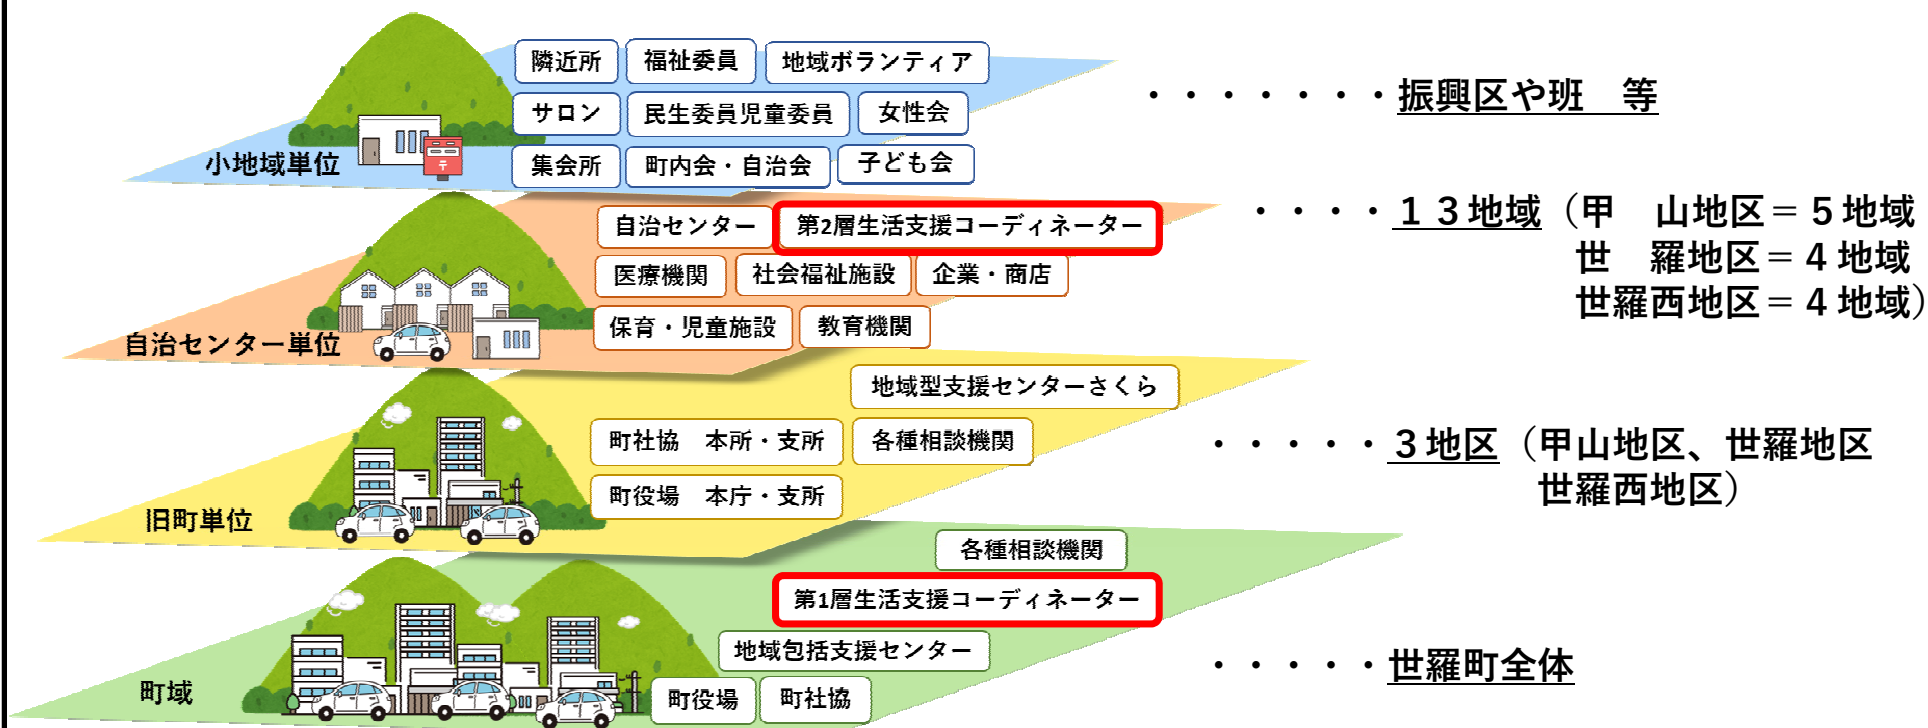 隣近所
福祉委員
地域ボランティア
サロン
民生委員児童委員
女性会
集会所
町内会・自治会
子ども会
小地域単位
・・・・・・・振興区や班　等
自治センター
第2層生活支援コーディネーター
医療機関
社会福祉施設
企業・商店
保育・児童施設
教育機関
自治センター単位
・・・・１３地域（甲　山地区＝５地域
世　羅地区＝４地域
世羅西地区＝４地域）
地域型支援センターさくら
町社協　本所・支所
各種相談機関
町役場　本庁・支所
旧町単位
・・・・・３地区（甲山地区、世羅地区
世羅西地区）
各種相談機関
第1層生活支援コーディネーター
地域包括支援センター
町役場
町社協
町域
・・・・・世羅町全体
〒